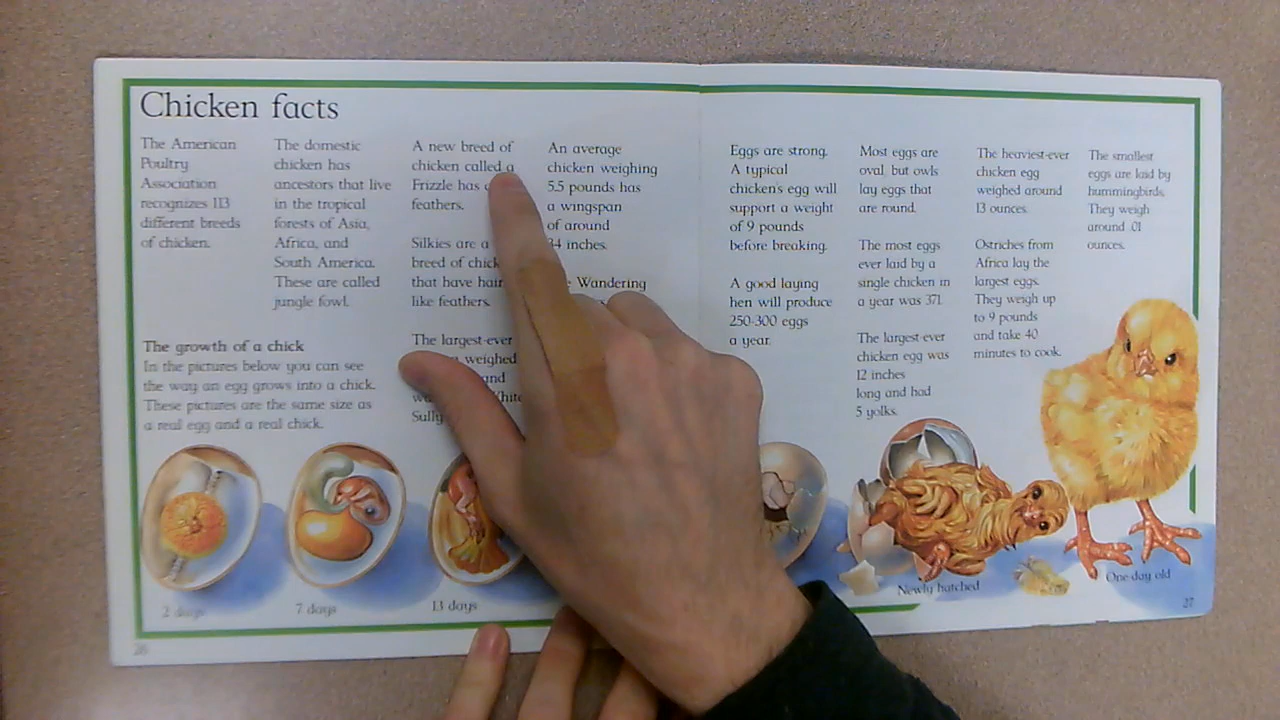 Chicken facts
The American
Poultry
Association
recognizes 113
different breeds
of chicken.
The domestic
chicken has
ancestors that live
in the tropical
forests of Asia,
Africa, and
South America.
These are called
jungle fowl.
The growth of a chick
In the pictures below you can see
the way an egg grows into a chick.
These pictures are the same size as
a real egg and a real chick.
A new breed of
chicken called a
Frizzle has
feathers.
Silkies are a
breed of
that have hair
like feathers.
The largest-ever
weighed
Sully
An average
chicken weighing
5.5 pounds has
a wingspan
of around
inches.
Wandering
Eggs are strong.
A typical
chicken's egg will
support a weight
of 9 pounds
before breaking.
A good laying
hen will produce
250-300 eggs
a year.
Most eggs are
oval but owls
lay eggs that
are round.
The most eggs
ever laid by a
single chicken in
a year was 371.
The largest-ever
chicken egg was
12 inches
long and had
5 yolks.
The heaviest-ever
chicken egg
weighed around
13 ounces.
Ostriches from
Africa lay the
largest eggs.
They weigh up
to 9 pounds
and take 40
minutes to cook.
The smallest
eggs are laid by
hummingbirds.
They weigh
around .01
ounces.
2 days
7 days
13 days
Newly hatched
One day old
26
27